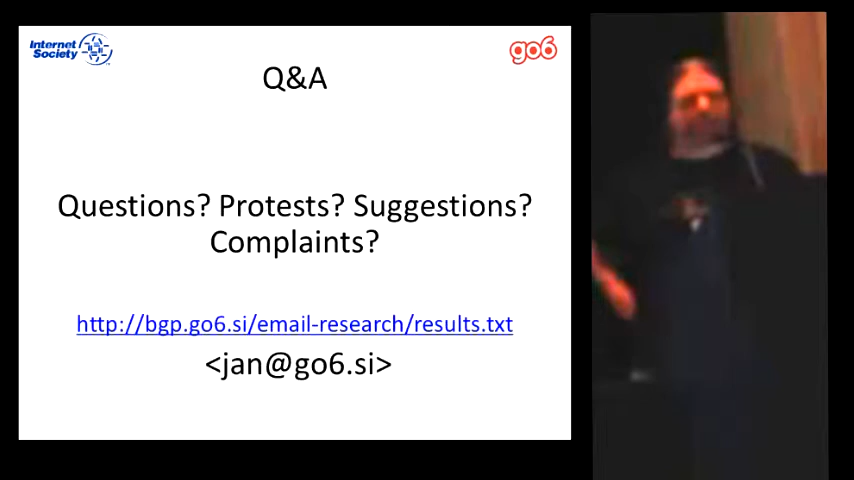 Internet
Society
go6
Q&A
Questions? Protests? Suggestions?
Complaints?
http://bgp.go6.si/email-research/results.txt
<jan@go6.si>